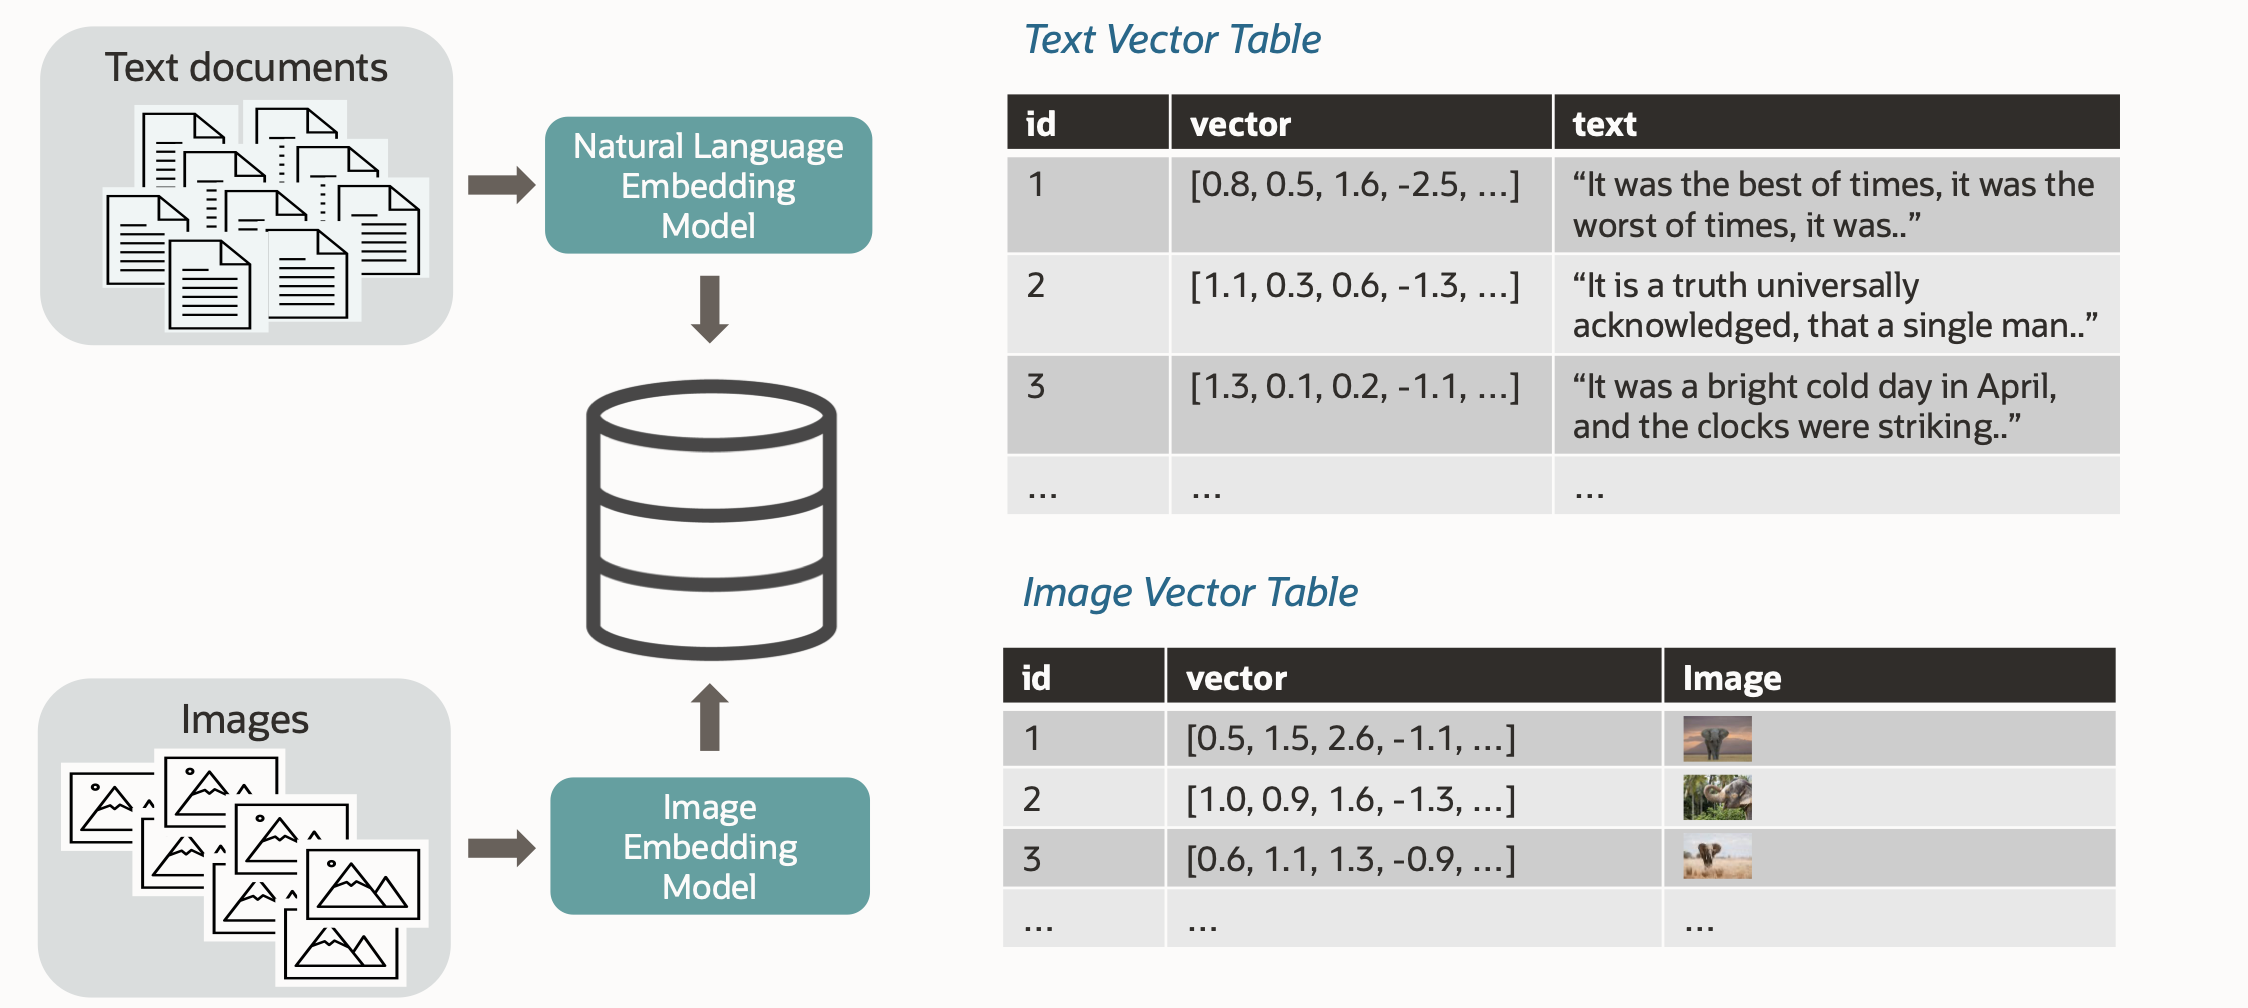 Text documents
Natural Language
Embedding
Model
Images
Image
Embedding
Model
Text Vector Table
id vector text
1 [0.8, 0.5, 1.6, -2.5, ...] “It was the best of times, it was the
worst of times, it was..”
2 [1.1, 0.3, 0.6, -1.3, ...] “It is a truth universally
acknowledged, that a single man..”
3 [1.3, 0.1, 0.2, -1.1, ...] “It was a bright cold day in April,
and the clocks were striking..”
... ... ...
Image Vector Table
id vector Image
1 [0.5, 1.5, 2.6, -1.1, ...]
2 [1.0, 0.9, 1.6, -1.3, ...]
3 [0.6, 1.1, 1.3, -0.9, ...]
... ... ...